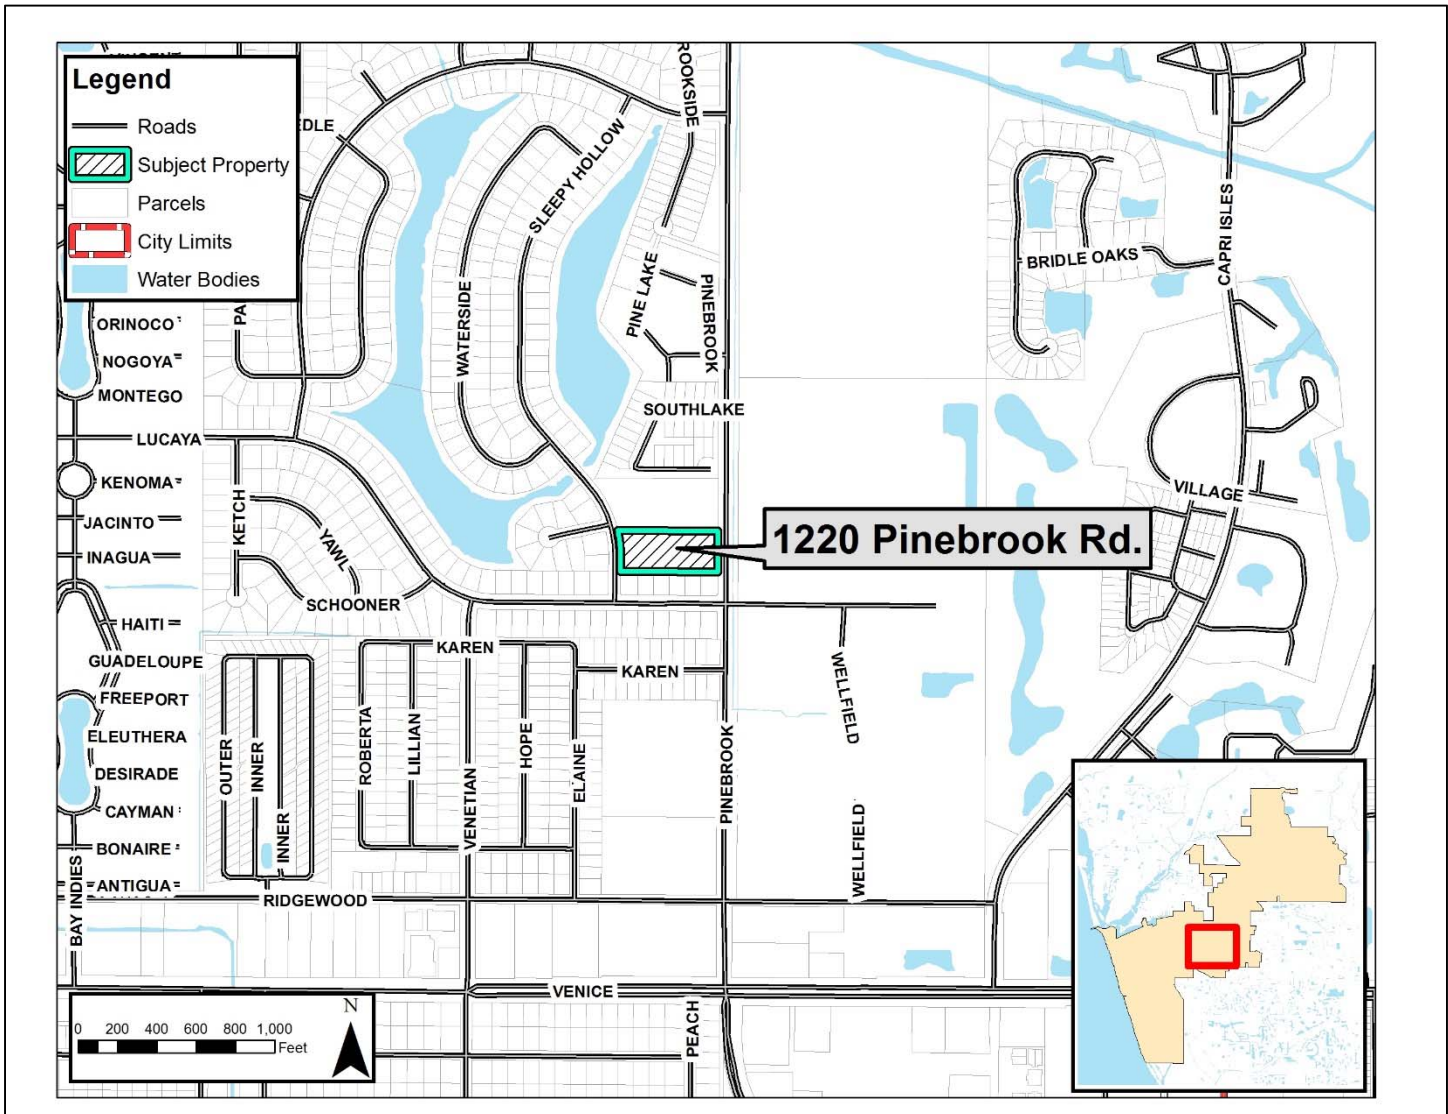 Legend
Roads
Subject Property
Parcels
City Limits
Water Bodies
EDLE
ROOKSIDE
SLEEPY HOLLOW
CAPRI ISLES
BRIDLE OAKS
PINE LAKE
PINEBROOK
WATERSIDE
PA
ORINOCO
NOGOYA
MONTEGO
LUCAYA
SOUTHLAKE
KENOMA
JACINTO
INAGUA
KETCH
YAWL
SCHOONER
VILLAGE
1220 Pinebrook Rd.
HAITI
GUADELOUPE
FREEPORT
ELEUTHERA
DESIRADE
CAYMAN
BONAIRE
ANTIGUA
BAY INDIES
KAREN
KAREN
OUTER
INNER
INNER
ROBERTA
LILLIAN
VENETIAN
HOPE
ELAINE
PINEBROOK
WELLFIELD
WELLFIELD
RIDGEWOOD
VENICE
PEACH
N
0 200 400 600 800 1,000
Feet